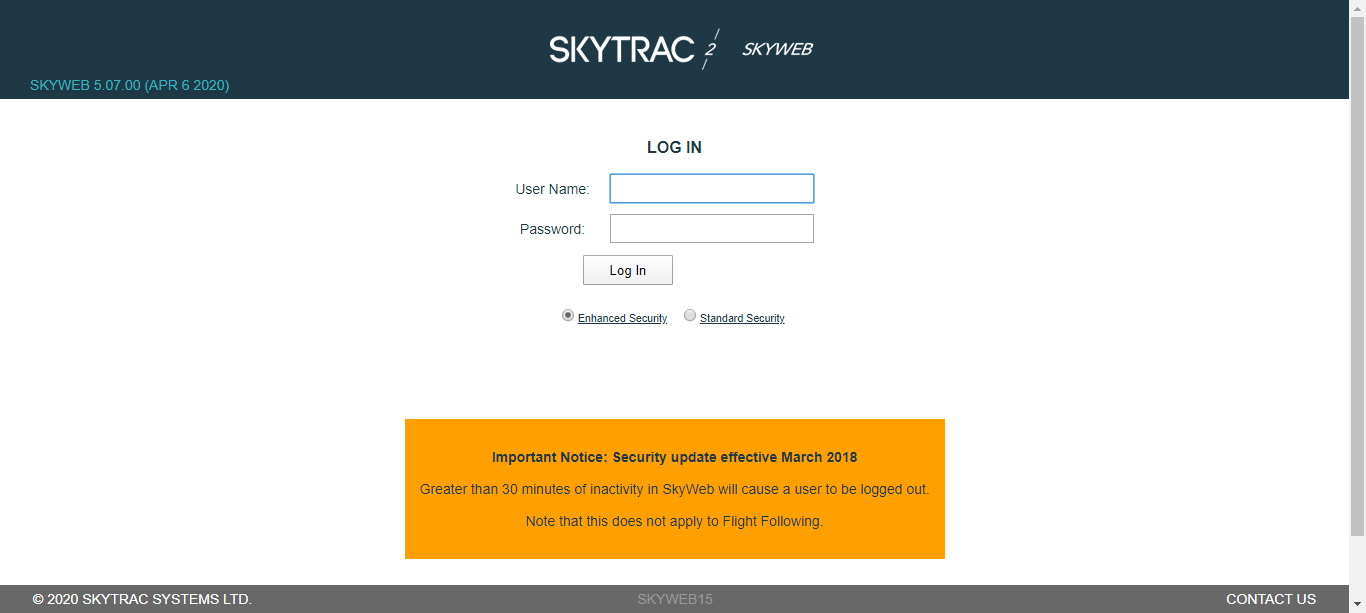 SKYTRAC 2 SKYWEB
SKYWEB 5.07.00 (APR 6 2020)
LOG IN
User Name:
Password:
Log In
Enhanced Security Standard Security
Important Notice: Security update effective March 2018
Greater than 30 minutes of inactivity in SkyWeb will cause a user to be logged out.
Note that this does not apply to Flight Following.
© 2020 SKYTRAC SYSTEMS LTD. SKYWEB15 CONTACT US